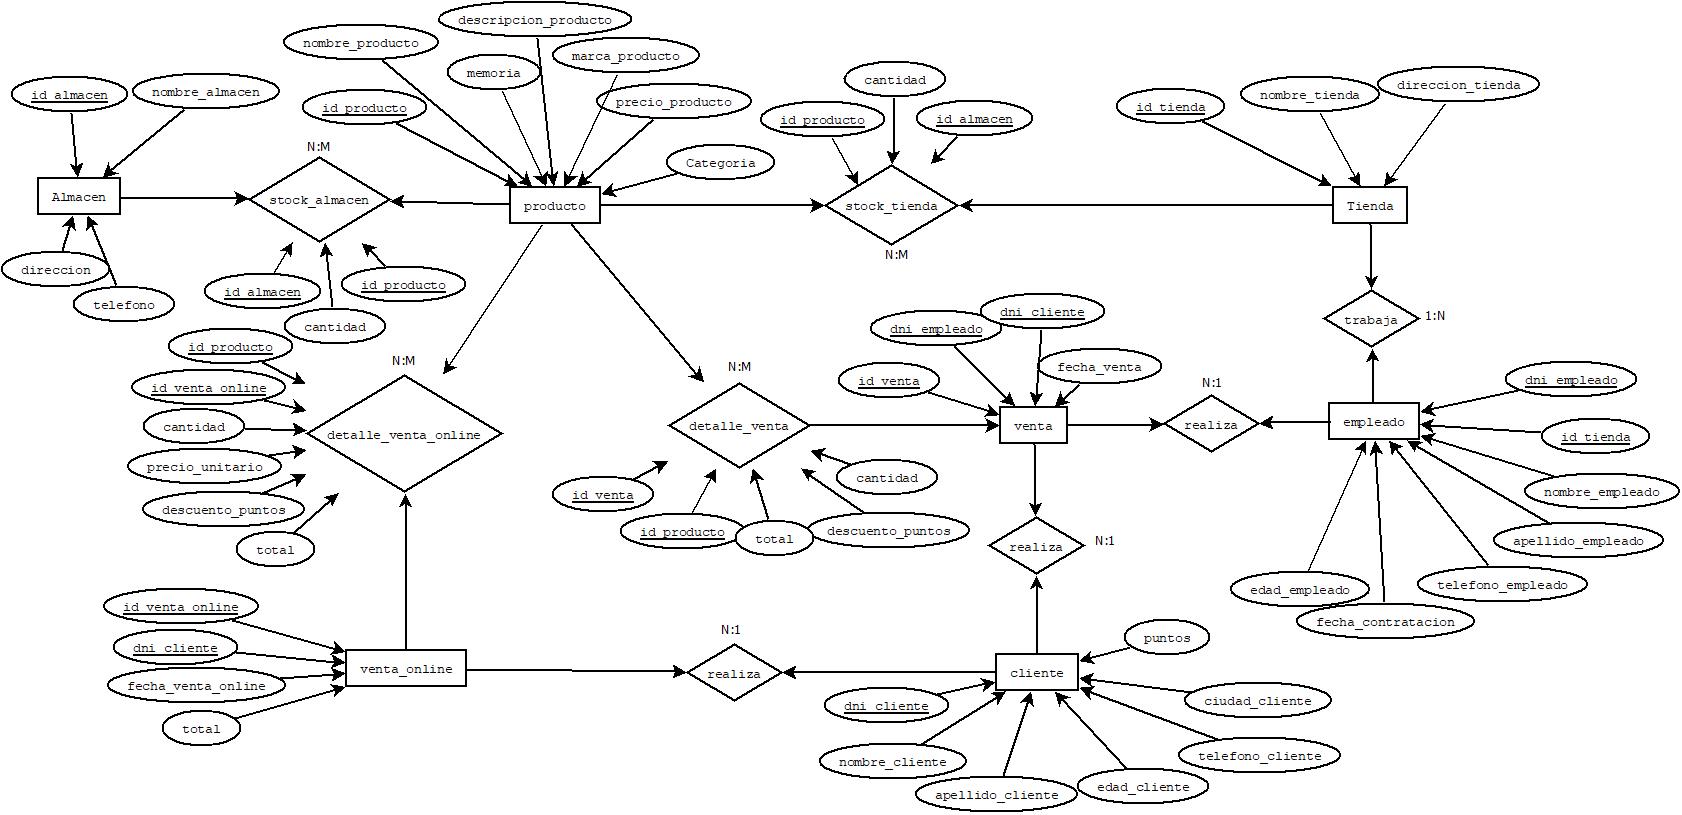 descripcion_producto
nombre_producto
marca_producto
memoria
cantidad
direccion_tienda
id_almacen
nombre_almacen
id_producto
precio_producto
id_producto
id_almacen
id_tienda
nombre_tienda
N:M
Categoria
Almacen
stock_almacen
producto
stock_tienda
Tienda
N:M
direccion
telefono
id_almacen
id_producto
cantidad
trabaja
1:N
id_producto
N:M
N:M
dni_empleado
dni_cliente
fecha_venta
id_venta_online
id_venta
N:1
dni_empleado
cantidad
detalle_venta_online
detalle_venta
venta
realiza
empleado
id_tienda
precio_unitario
cantidad
descuento_puntos
id_venta
nombre_empleado
total
id_producto
total
descuento_puntos
realiza
N:1
apellido_empleado
telefono_empleado
edad_empleado
fecha_contratacion
id_venta_online
dni_cliente
N:1
puntos
venta_online
realiza
cliente
fecha_venta_online
total
dni_cliente
ciudad_cliente
nombre_cliente
telefono_cliente
apellido_cliente
edad_cliente